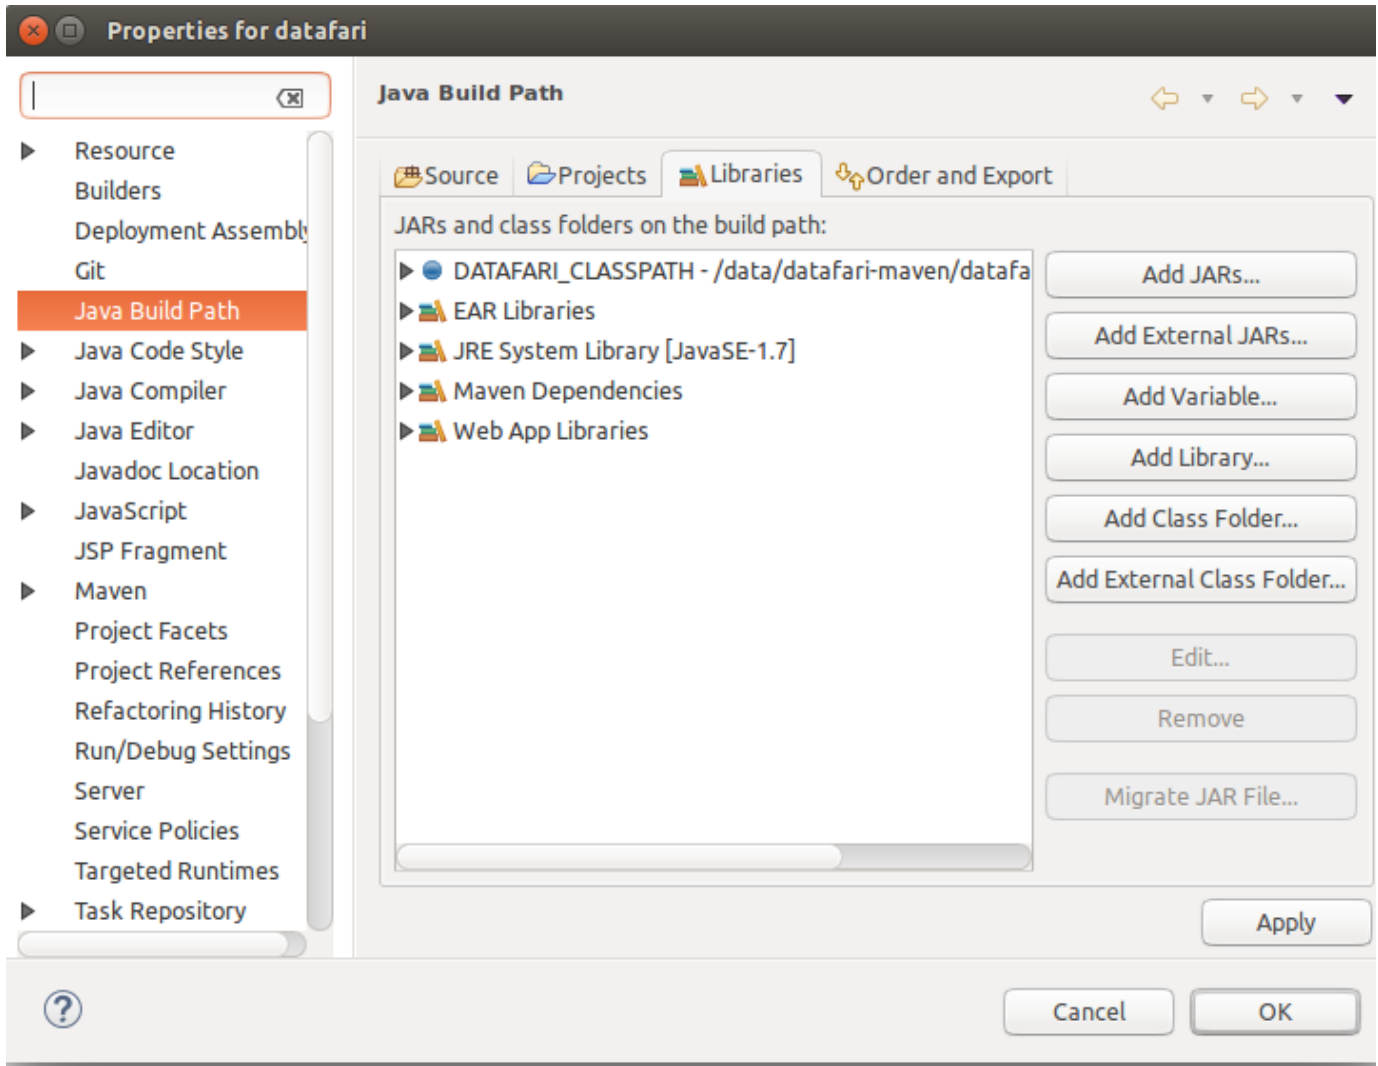 Properties for datafari
Java Build Path
Resource
Builders
Deployment Assembly
Git
Java Build Path
Java Code Style
Java Compiler
Java Editor
Javadoc Location
JavaScript
JSP Fragment
Maven
Project Facets
Project References
Refactoring History
Run/Debug Settings
Server
Service Policies
Targeted Runtimes
Task Repository
Source Projects Libraries Order and Export
JARs and class folders on the build path:
DATAFARI_CLASSPATH - /data/datafari-maven/datafa
EAR Libraries
JRE System Library [JavaSE-1.7]
Maven Dependencies
Web App Libraries
Add JARs...
Add External JARs...
Add Variable...
Add Library...
Add Class Folder...
Add External Class Folder...
Edit...
Remove
Migrate JAR File...
Apply
?
Cancel
OK